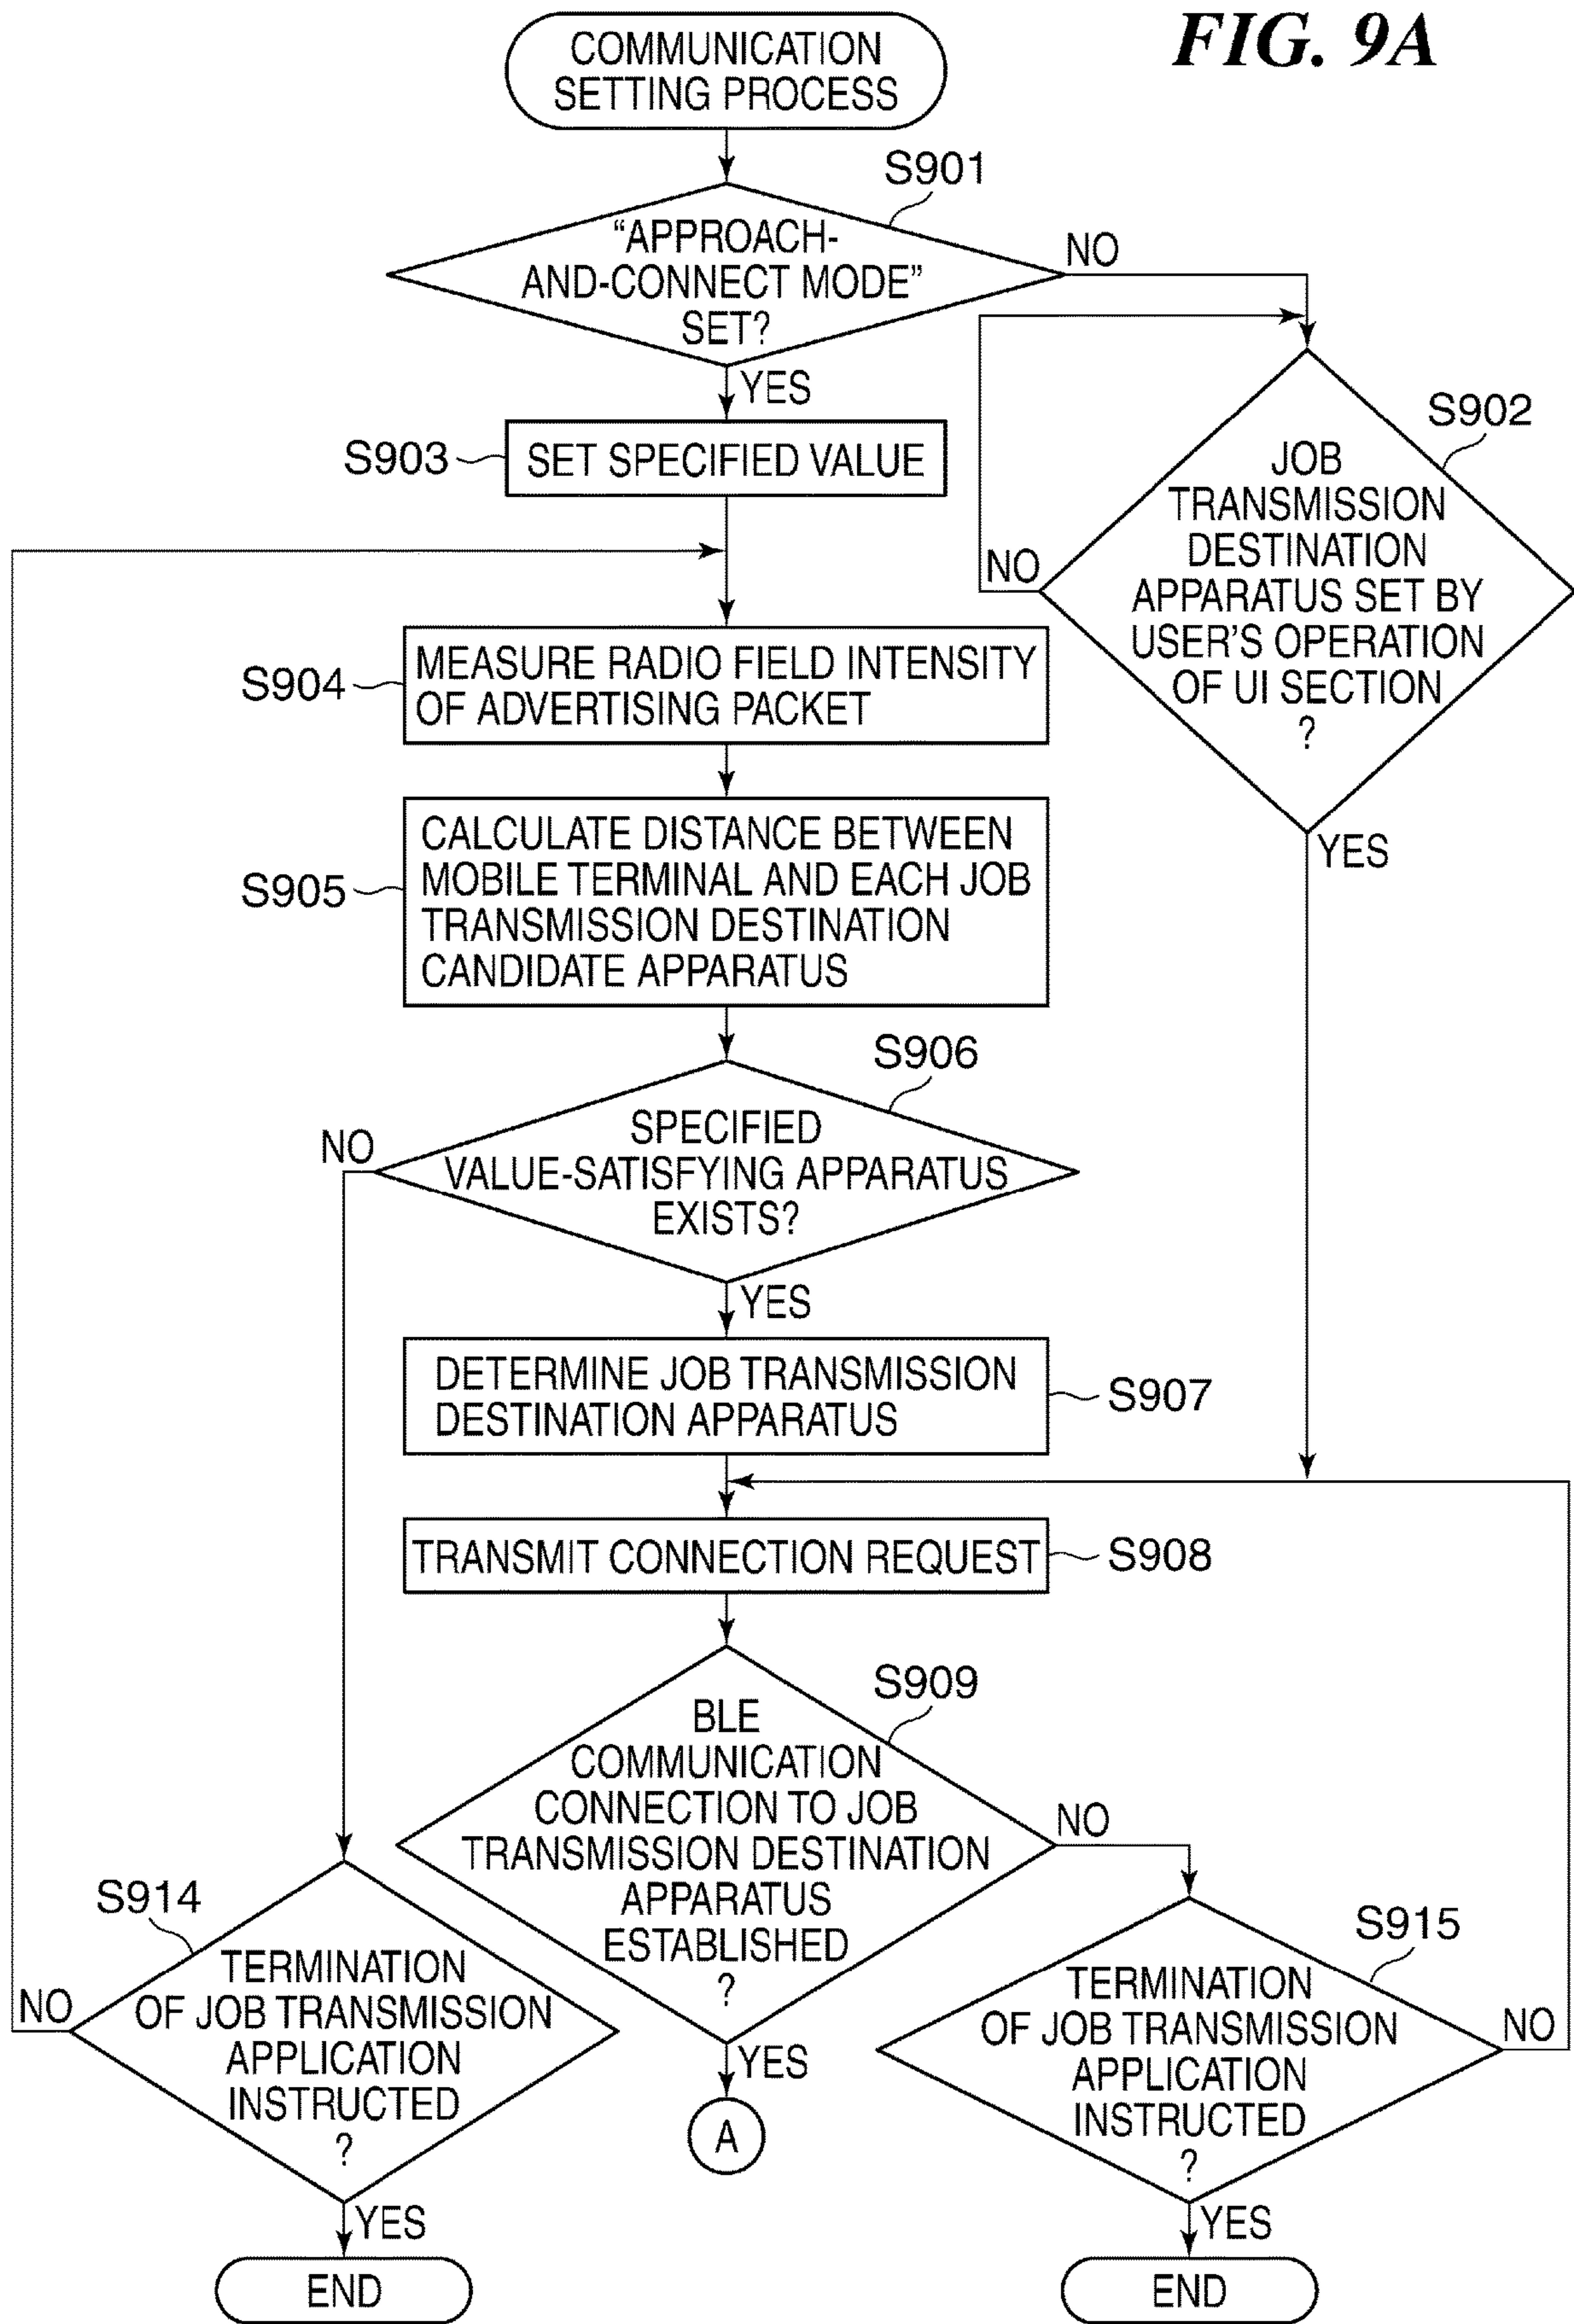 FIG. 9A
COMMUNICATION
SETTING PROCESS
S901
“APPROACH-
AND-CONNECT MODE”
SET?
NO
YES
S902
JOB
TRANSMISSION
DESTINATION
APPARATUS SET BY
USER’S OPERATION
OF UI SECTION
?
NO
YES
S903
SET SPECIFIED VALUE
S904
MEASURE RADIO FIELD INTENSITY
OF ADVERTISING PACKET
S905
CALCULATE DISTANCE BETWEEN
MOBILE TERMINAL AND EACH JOB
TRANSMISSION DESTINATION
CANDIDATE APPARATUS
S906
SPECIFIED
VALUE-SATISFYING APPARATUS
EXISTS?
NO
YES
DETERMINE JOB TRANSMISSION
DESTINATION APPARATUS
S907
TRANSMIT CONNECTION REQUEST
S908
S909
BLE
COMMUNICATION
CONNECTION TO JOB
TRANSMISSION DESTINATION
APPARATUS
ESTABLISHED
?
NO
YES
A
S914
TERMINATION
OF JOB TRANSMISSION
APPLICATION
INSTRUCTED
?
NO
YES
END
S915
TERMINATION
OF JOB TRANSMISSION
APPLICATION
INSTRUCTED
?
NO
YES
END